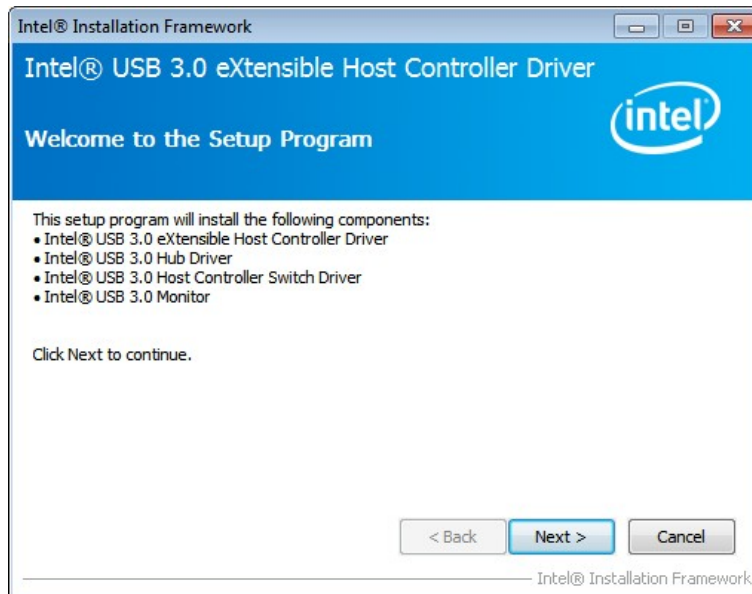 Intel® Installation Framework
Intel® USB 3.0 eXtensible Host Controller Driver
intel
Welcome to the Setup Program
This setup program will install the following components:
• Intel® USB 3.0 eXtensible Host Controller Driver
• Intel® USB 3.0 Hub Driver
• Intel® USB 3.0 Host Controller Switch Driver
• Intel® USB 3.0 Monitor
Click Next to continue.
< Back Next > Cancel
Intel® Installation Framework